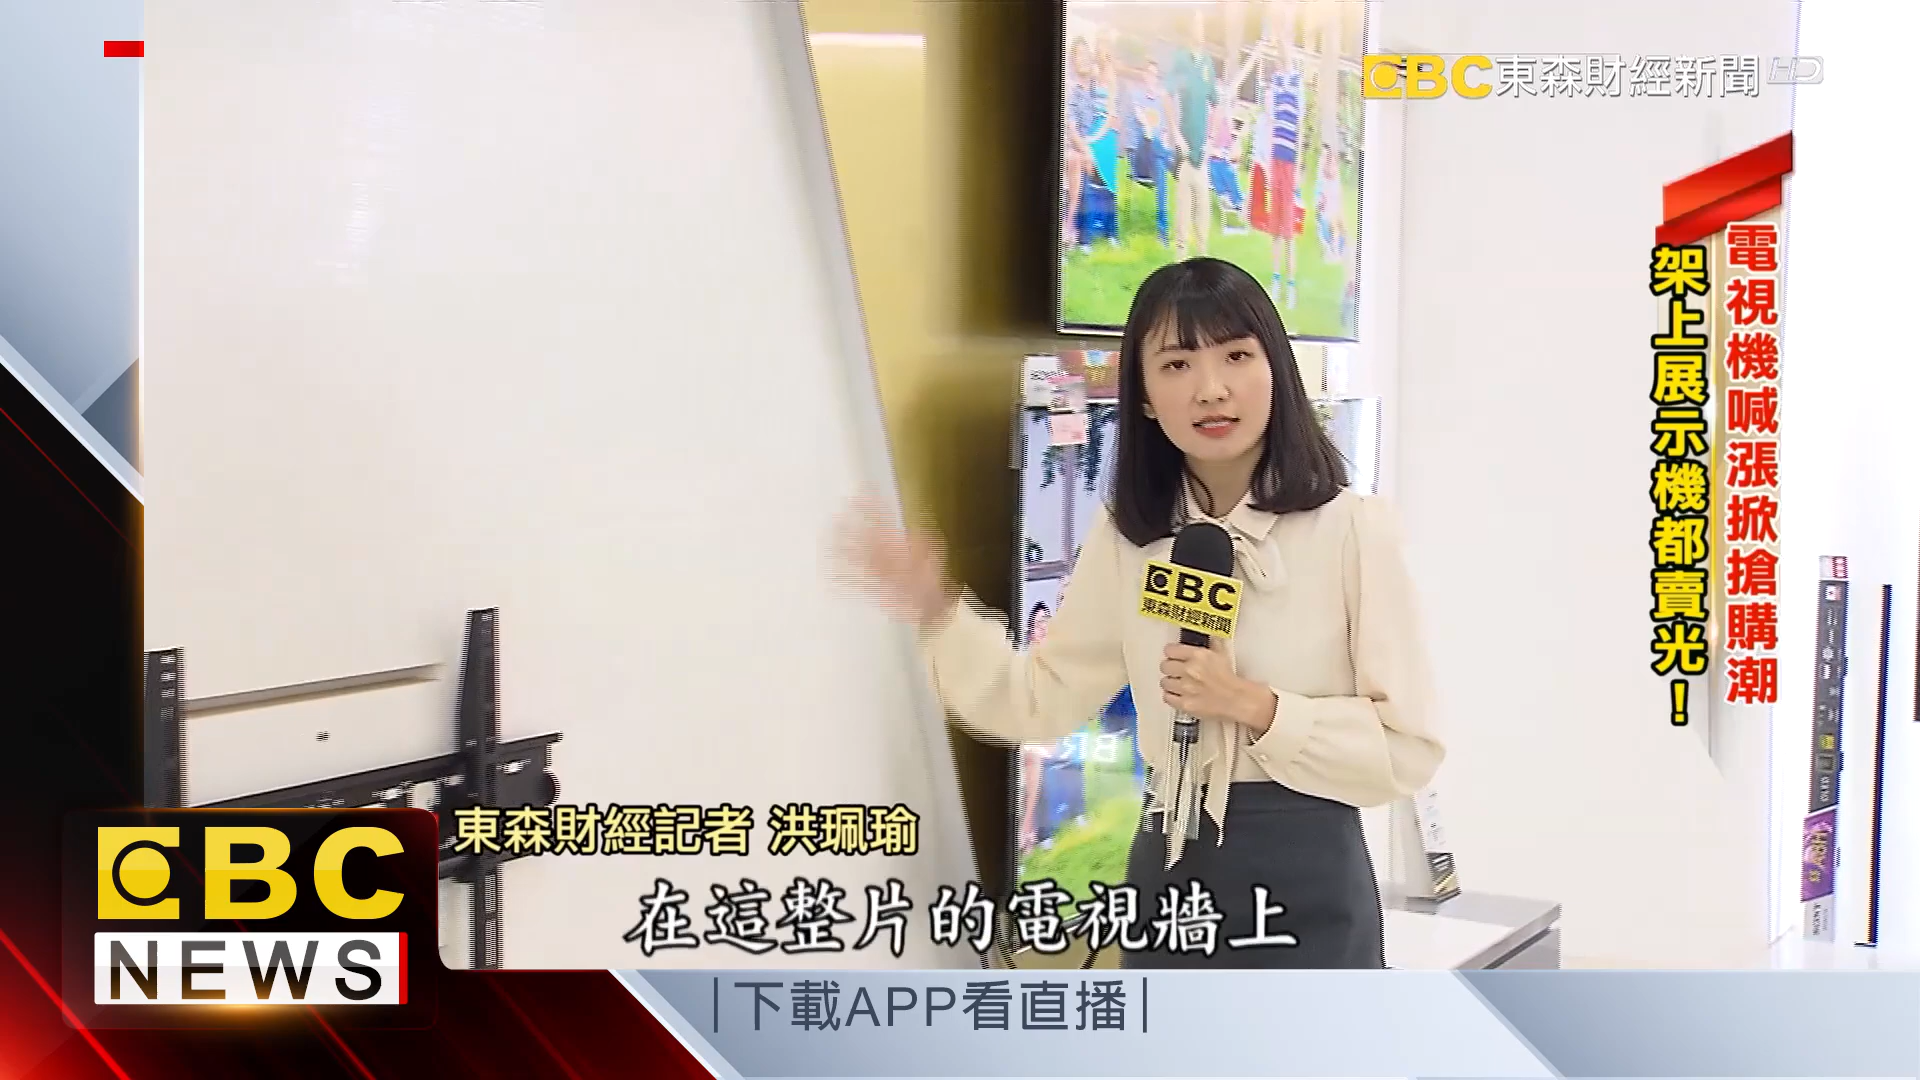 EBC東森財經新聞HD
電視機喊漲掀搶購潮
架上展示機都賣光！
EBC
東森財經新聞
東森財經記者 洪珮瑜
在這整片的電視牆上
EBC
NEWS
|下載APP看直播|